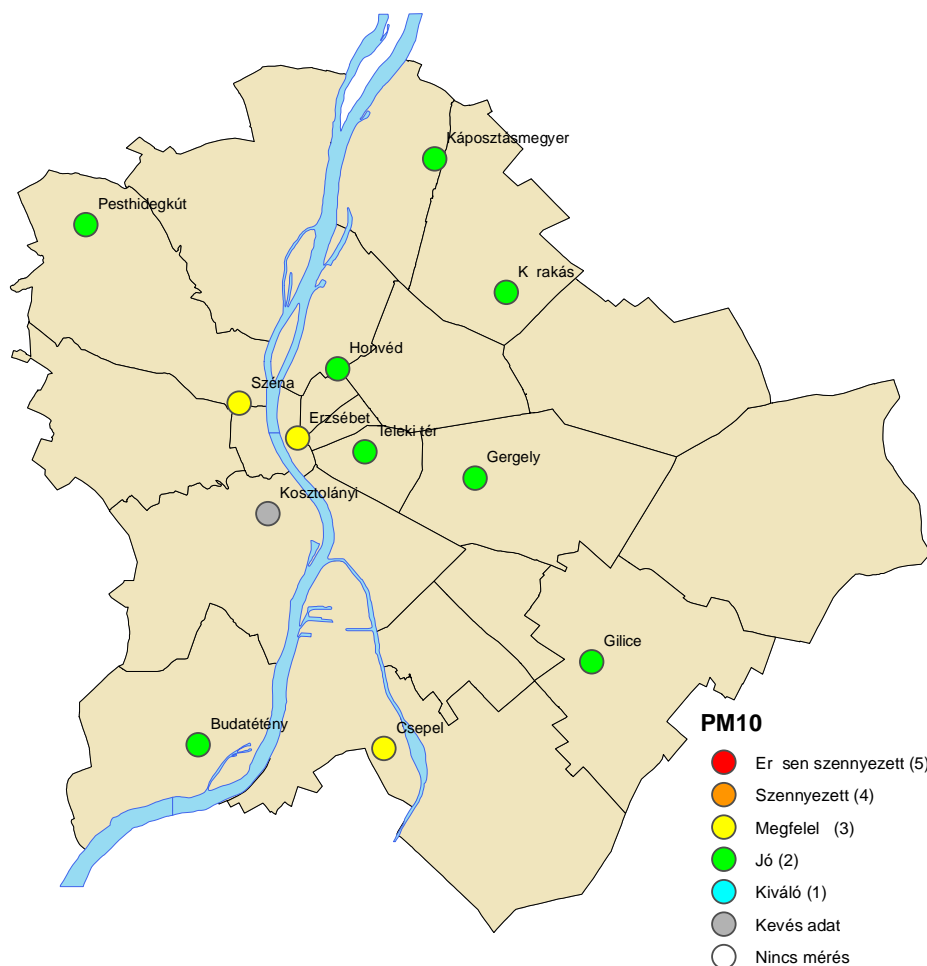 Káposztásmegyer
Pesthidegkút
K rakás
Honvéd
Széna
Erzsébet
Teleki tér
Gergely
Kosztolányi
Gilice
Budatétény
Csepel
PM10
Er sen szennyezett (5)
Szennyezett (4)
Megfelel (3)
Jó (2)
Kiváló (1)
Kevés adat
Nincs mérés